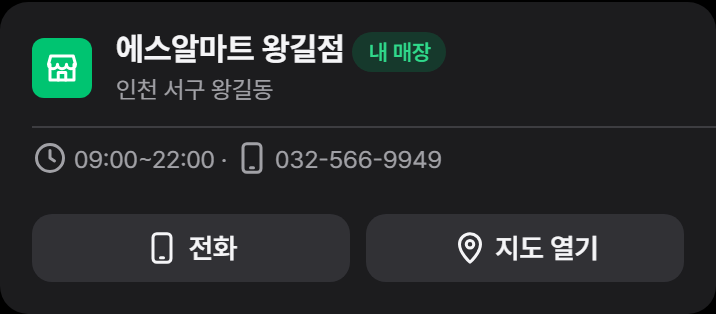 에스알마트 왕길점 내 매장
인천 서구 왕길동
09:00~22:00 · 032-566-9949
전화 지도 열기